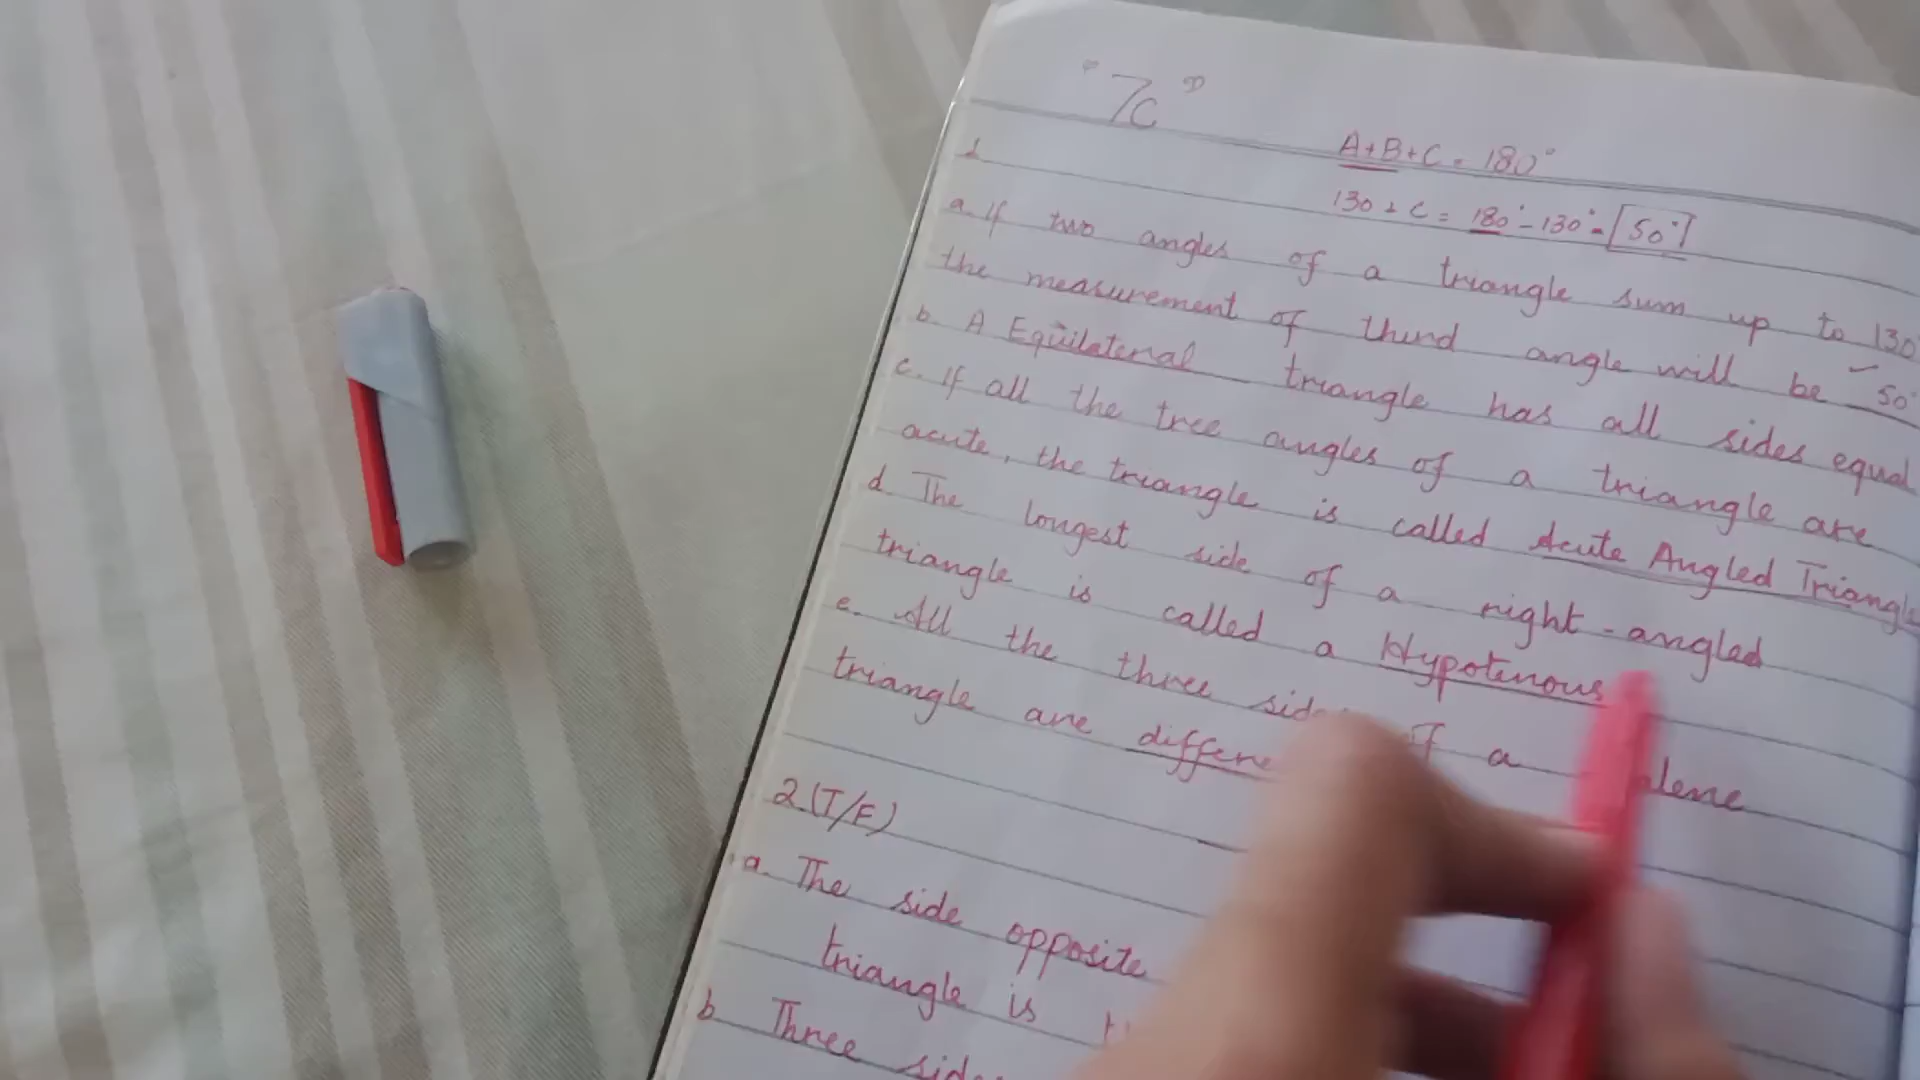 "7C"
A+B+C = 180°
1
130 + C = 180° - 130° = 50°
a. If two angles of a triangle sum up to 130°
the measurement of third angle will be 50°
b. A Equilateral triangle has all sides equal
c. If all the tree angles of a triangle are
acute, the triangle is called Acute Angled Triangle
d. The longest side of a right-angled
triangle is called a Hypotenous
e. All the three a
triangle are
2 (T/F)
a. The side opposite
triangle is
b Three